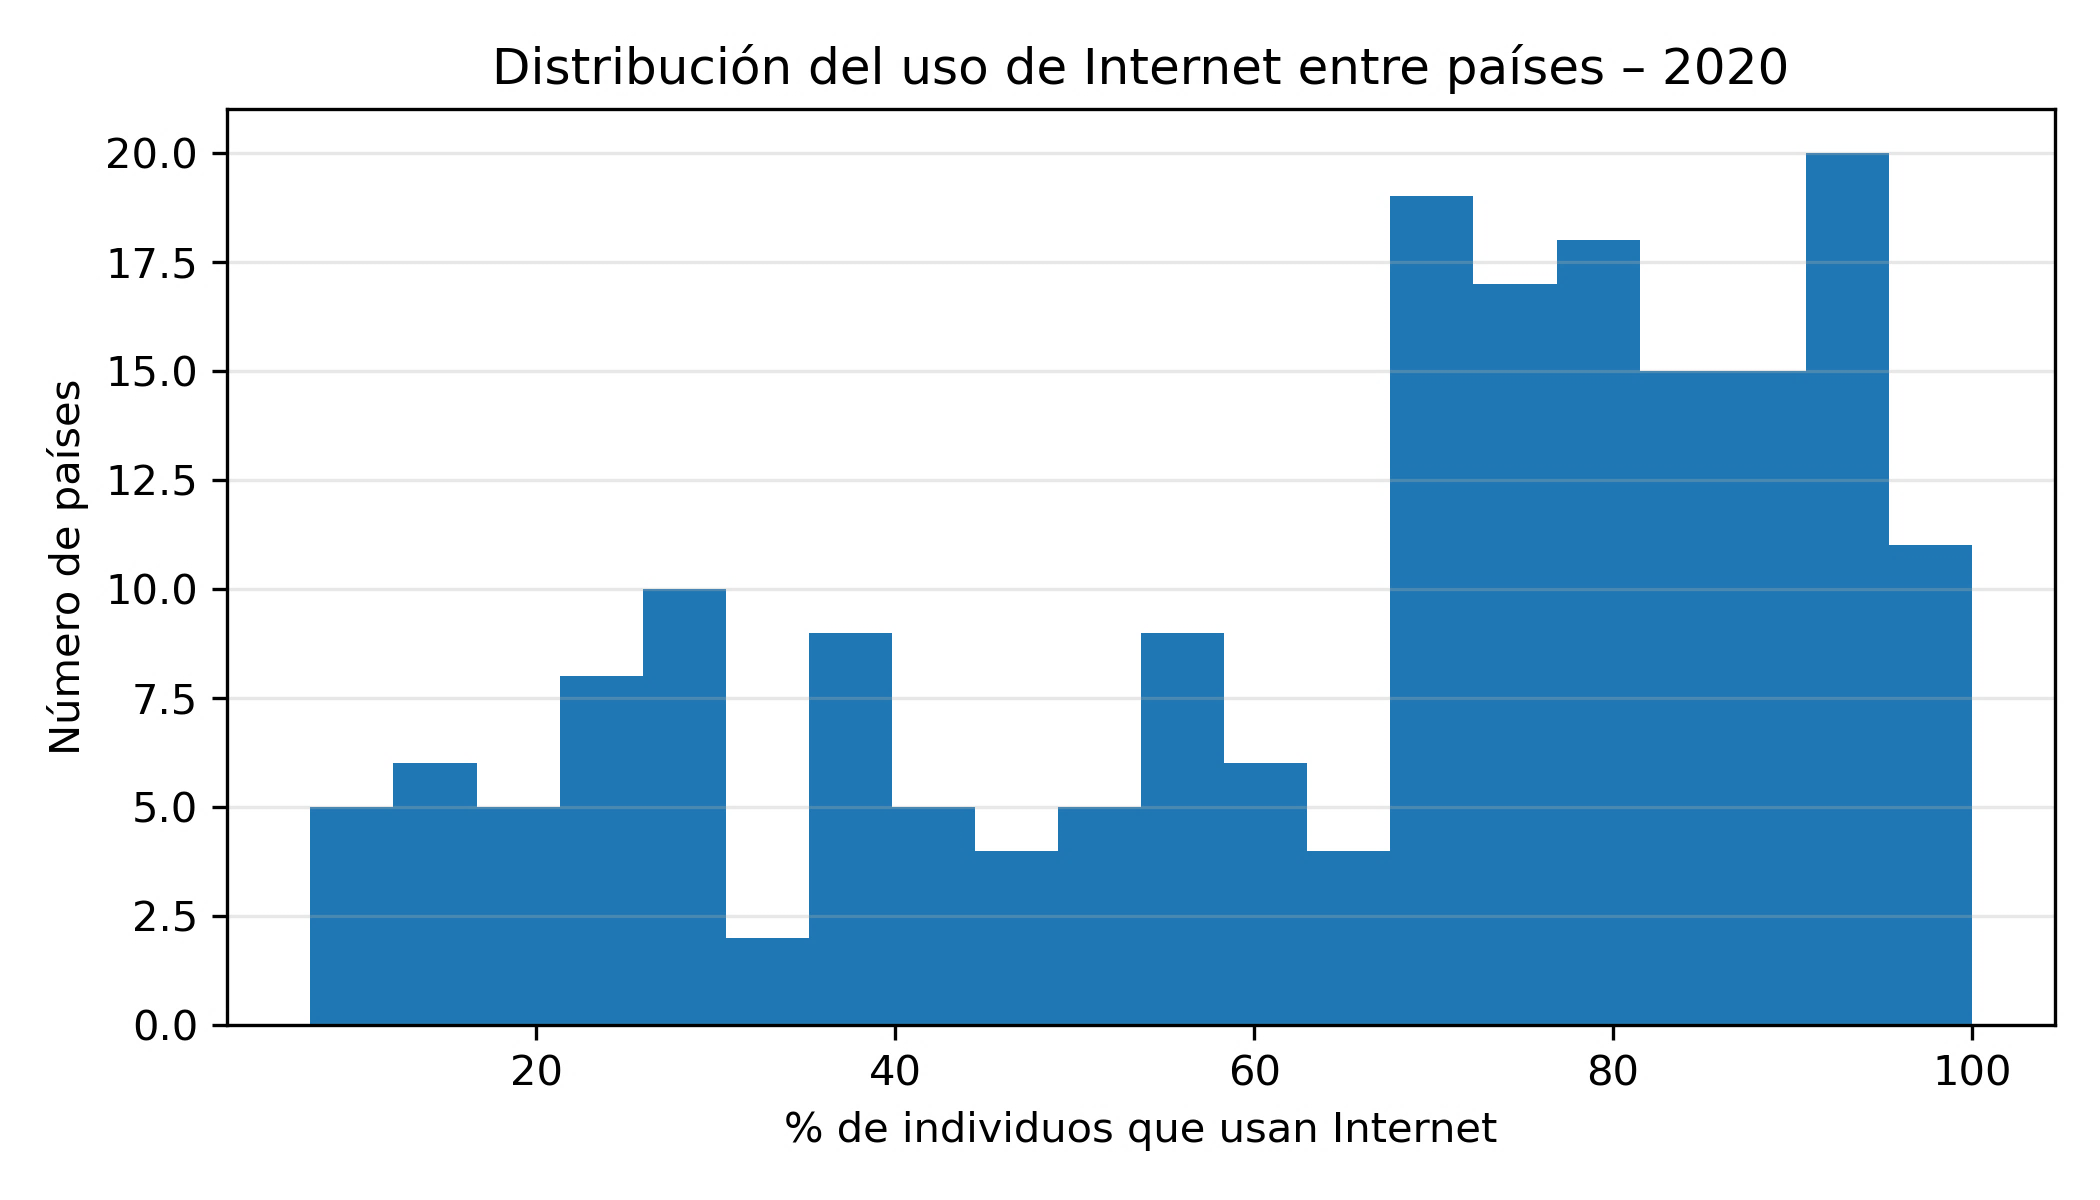 Distribución del uso de Internet entre países – 2020
Número de países
20.0
17.5
15.0
12.5
10.0
7.5
5.0
2.5
0.0
20 40 60 80 100
% de individuos que usan Internet